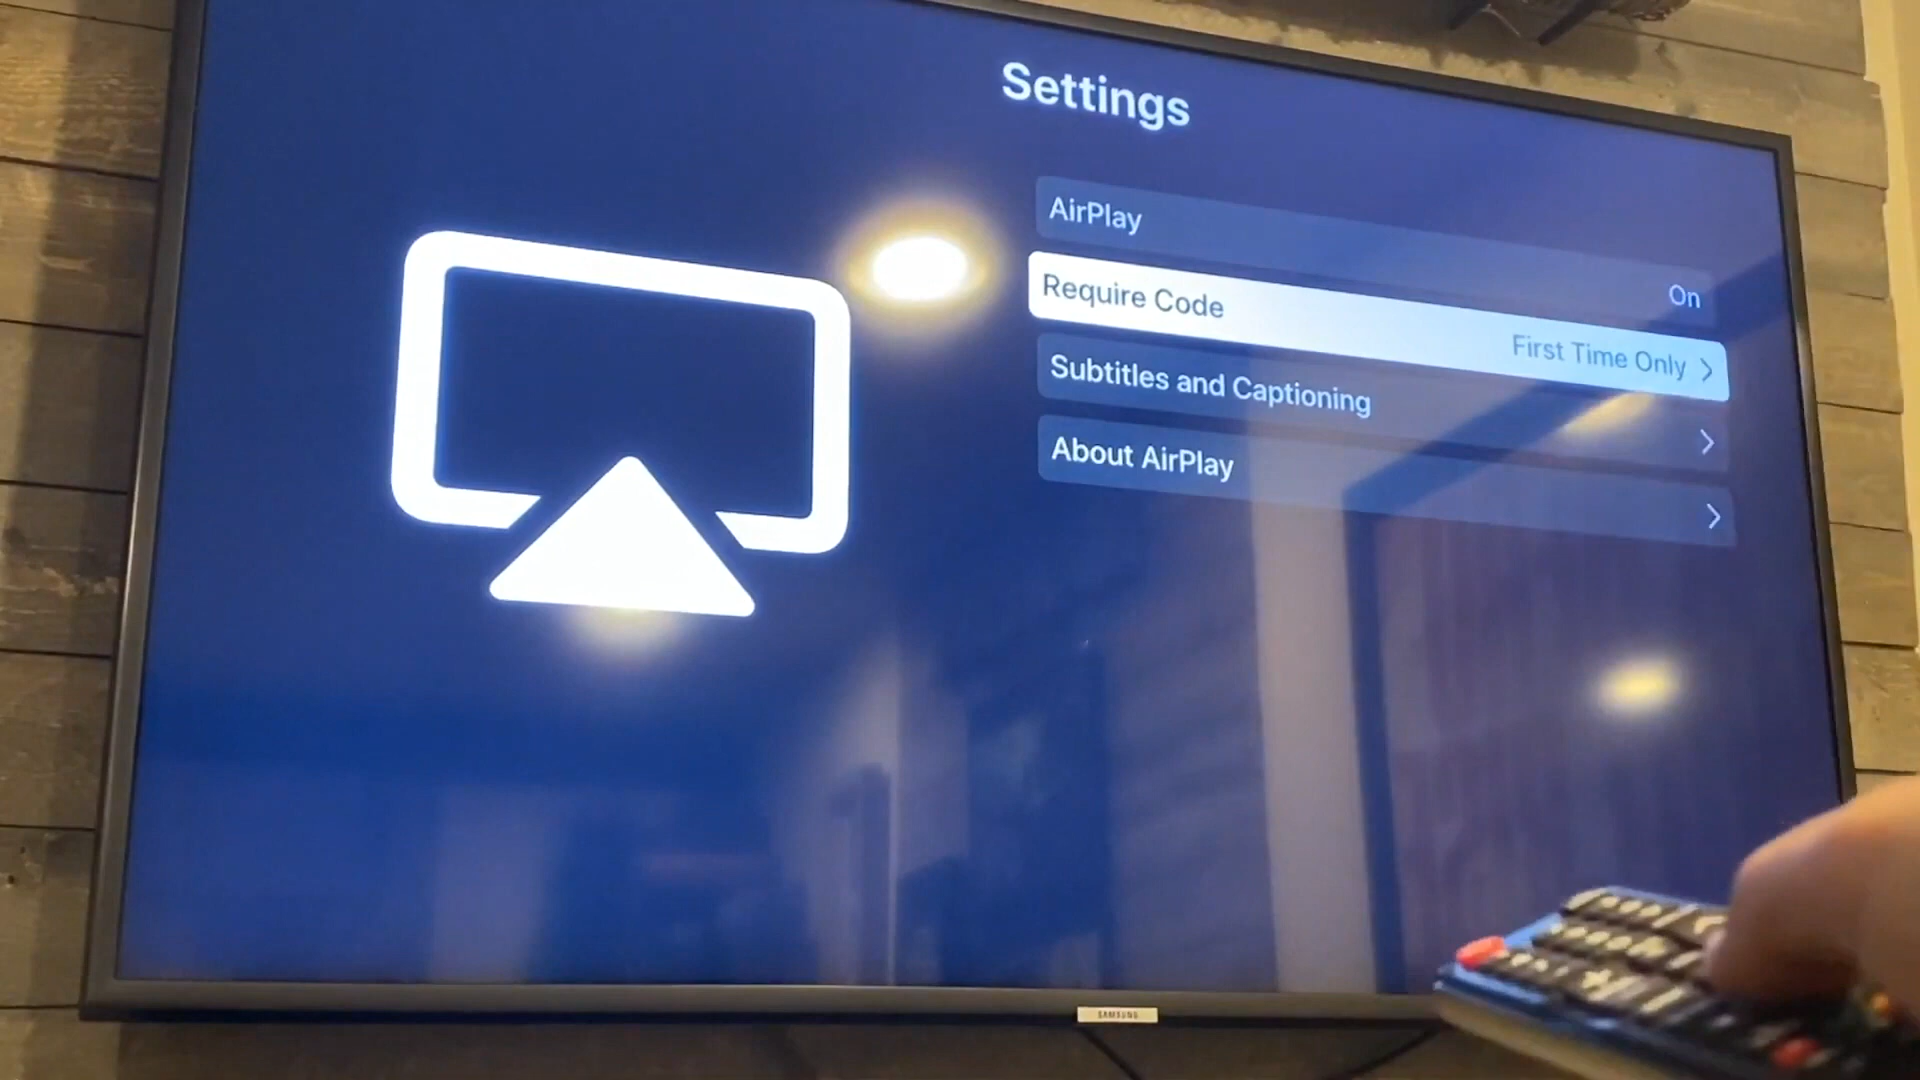 Settings
AirPlay
On
Require Code
First Time Only
Subtitles and Captioning
About AirPlay
SAMSUNG